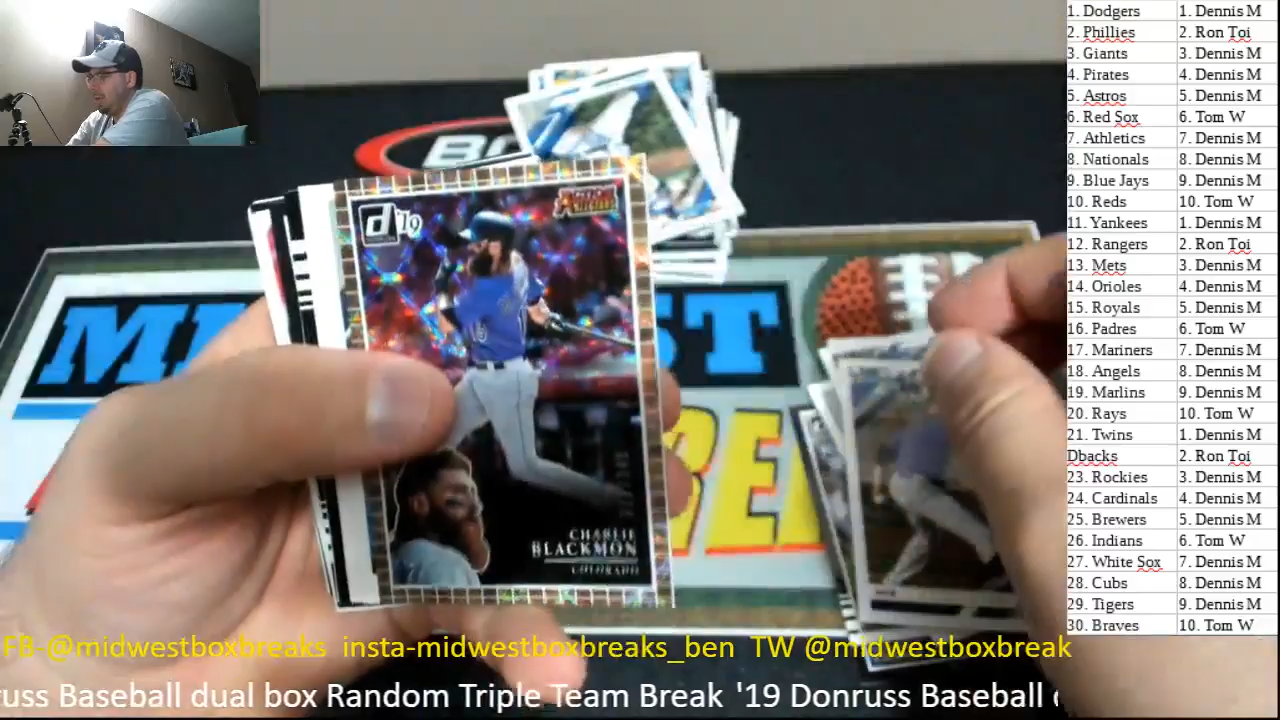 1. Dodgers 1. Dennis M
2. Phillies 2. Ron Toi
3. Giants 3. Dennis M
4. Pirates 4. Dennis M
5. Astros 5. Dennis M
6. Red Sox 6. Tom W
7. Athletics 7. Dennis M
8. Nationals 8. Dennis M
9. Blue Jays 9. Dennis M
10. Reds 10. Tom W
11. Yankees 1. Dennis M
12. Rangers 2. Ron Toi
13. Mets 3. Dennis M
14. Orioles 4. Dennis M
15. Royals 5. Dennis M
16. Padres 6. Tom W
17. Mariners 7. Dennis M
18. Angels 8. Dennis M
19. Marlins 9. Dennis M
20. Rays 10. Tom W
21. Twins 1. Dennis M
Dbacks 2. Ron Toi
23. Rockies 3. Dennis M
24. Cardinals 4. Dennis M
25. Brewers 5. Dennis M
26. Indians 6. Tom W
27. White Sox 7. Dennis M
28. Cubs 8. Dennis M
29. Tigers 9. Dennis M
30. Braves 10. Tom W
d '19
CHARLIE
BLACKMON
COLORADO
FB-@midwestboxbreaks insta-midwestboxbreaks_ben TW @midwestboxbreak
uss Baseball dual box Random Triple Team Break '19 Donruss Baseball